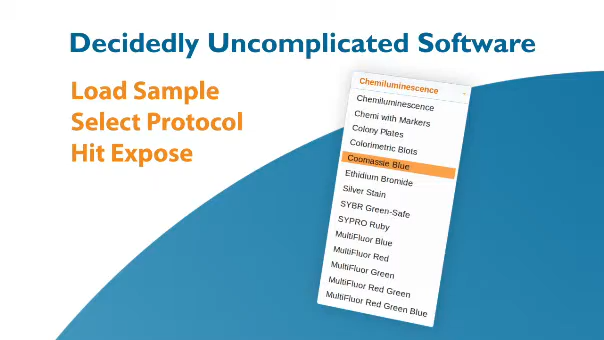 Decidedly Uncomplicated Software
Load Sample
Select Protocol
Hit Expose
Chemiluminescence
Chemiluminescence
Chemi with Markers
Colony Plates
Colorimetric Blots
Coomassie Blue
Ethidium Bromide
Silver Stain
SYBR Green-Safe
SYPRO Ruby
MultiFluor Blue
MultiFluor Red
MultiFluor Green
MultiFluor Red Green
MultiFluor Red Green Blue